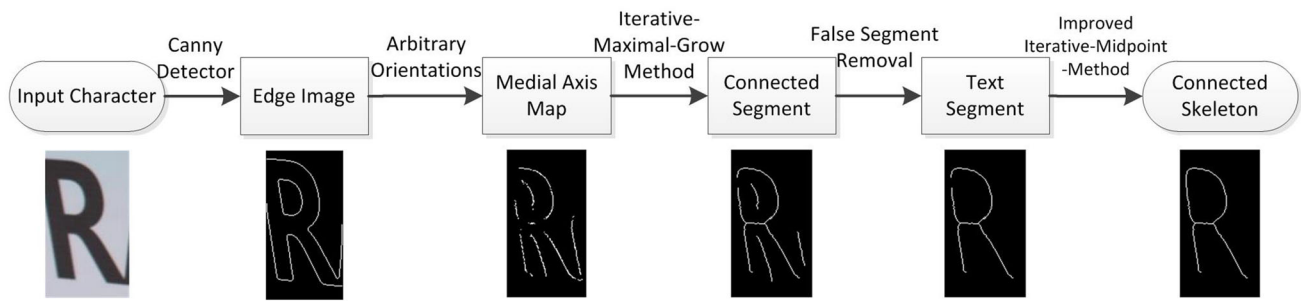 Input Character
Canny
Detector
Edge Image
Arbitrary
Orientations
Medial Axis
Map
Iterative-
Maximal-Grow
Method
Connected
Segment
False Segment
Removal
Text
Segment
Improved
Iterative-Midpoint
-Method
Connected
Skeleton
R
R
R
R
R
R